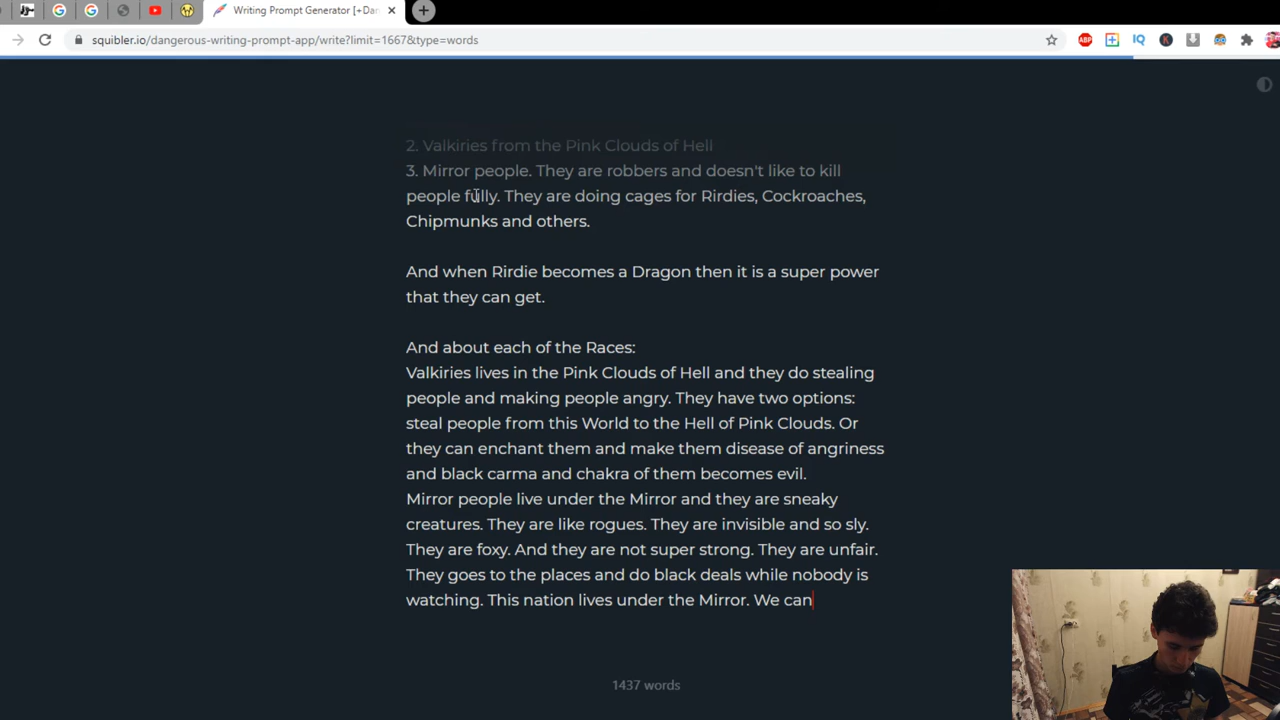 Writing Prompt Generator [+Dan
squibler.io/dangerous-writing-prompt-app/write?limit=1667&type=words
ABP
IQ
K
2. Valkiries from the Pink Clouds of Hell
3. Mirror people. They are robbers and doesn't like to kill
people fully. They are doing cages for Rirdies, Cockroaches,
Chipmunks and others.
And when Rirdie becomes a Dragon then it is a super power
that they can get.
And about each of the Races:
Valkiries lives in the Pink Clouds of Hell and they do stealing
people and making people angry. They have two options:
steal people from this World to the Hell of Pink Clouds. Or
they can enchant them and make them disease of angriness
and black carma and chakra of them becomes evil.
Mirror people live under the Mirror and they are sneaky
creatures. They are like rogues. They are invisible and so sly.
They are foxy. And they are not super strong. They are unfair.
They goes to the places and do black deals while nobody is
watching. This nation lives under the Mirror. We can
1437 words